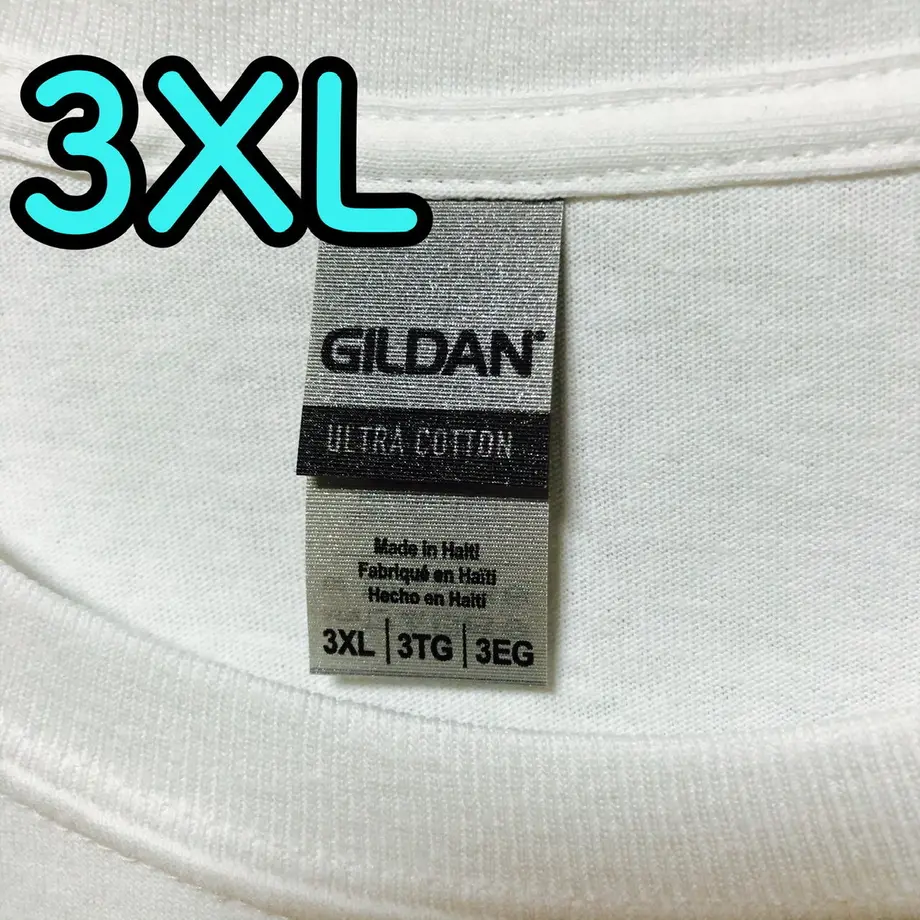 3XL
GILDAN®
ULTRA COTTON
Made in Haiti
Fabriqué en Haïti
Hecho en Haití
3XL | 3TG | 3EG